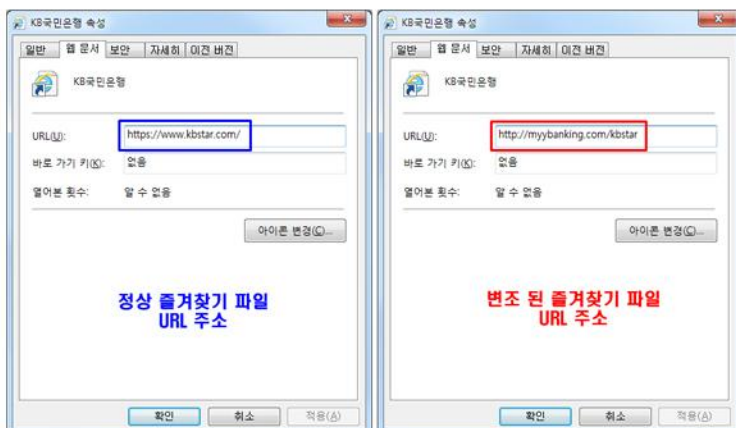 KB국민은행 속성
일반 웹 문서 보안 자세히 이전 버전
KB국민은행
URL(U): https://www.kbstar.com/
바로 가기 키(K): 없음
열어본 횟수: 알 수 없음
아이콘 변경(C)...
정상 즐겨찾기 파일
URL 주소
확인 취소 적용(A)
KB국민은행 속성
일반 웹 문서 보안 자세히 이전 버전
KB국민은행
URL(U): http://myybanking.com/kbstar
바로 가기 키(K): 없음
열어본 횟수: 알 수 없음
아이콘 변경(C)...
변조 된 즐겨찾기 파일
URL 주소
확인 취소 적용(A)